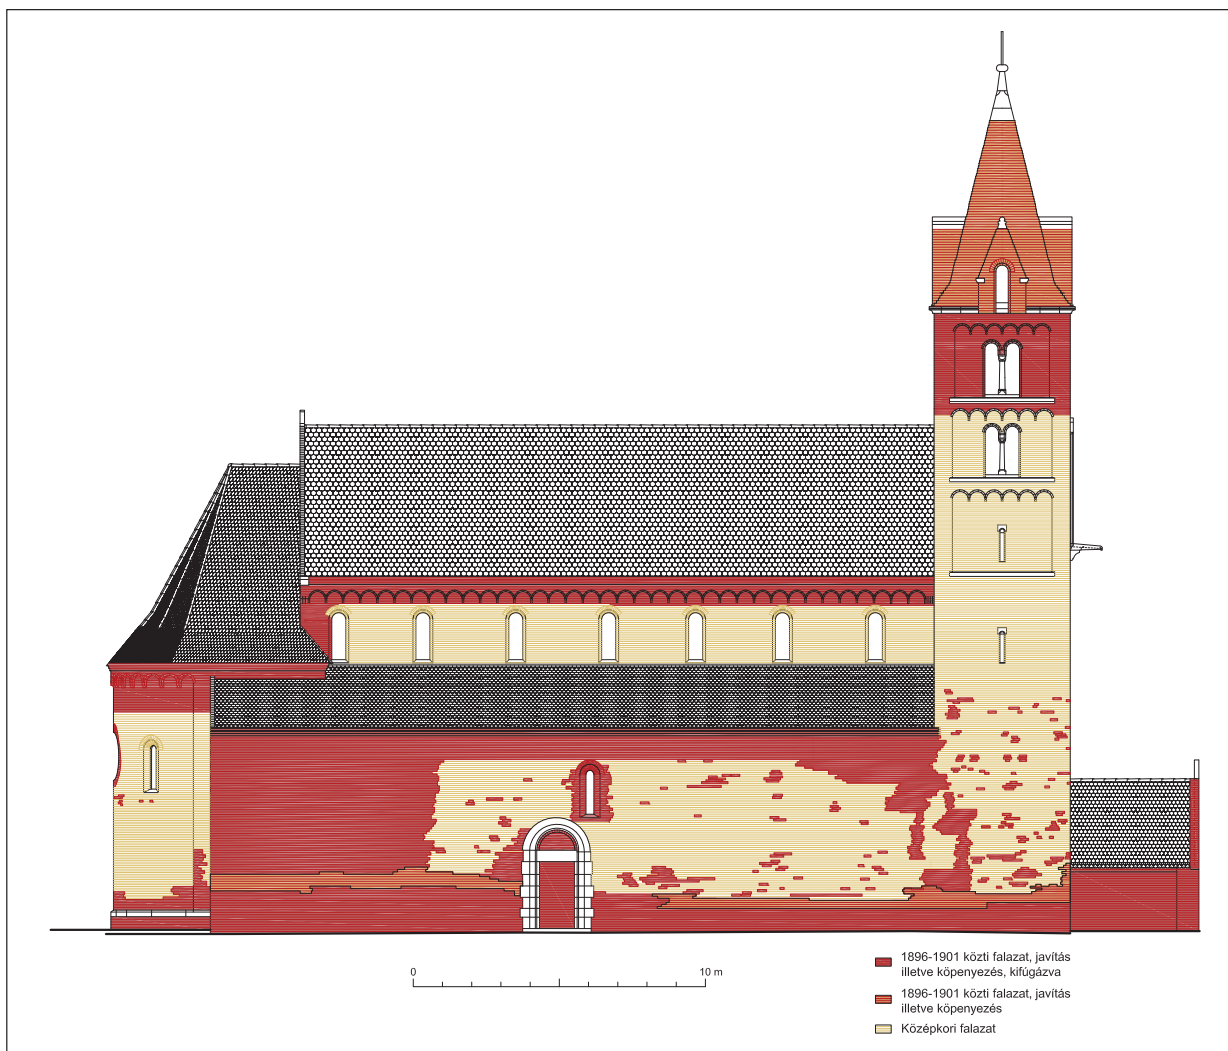 0
10 m
1896-1901 közti falazat, javítás
illetve köpenyezés, kifúgázva
1896-1901 közti falazat, javítás
illetve köpenyezés
Középkori falazat